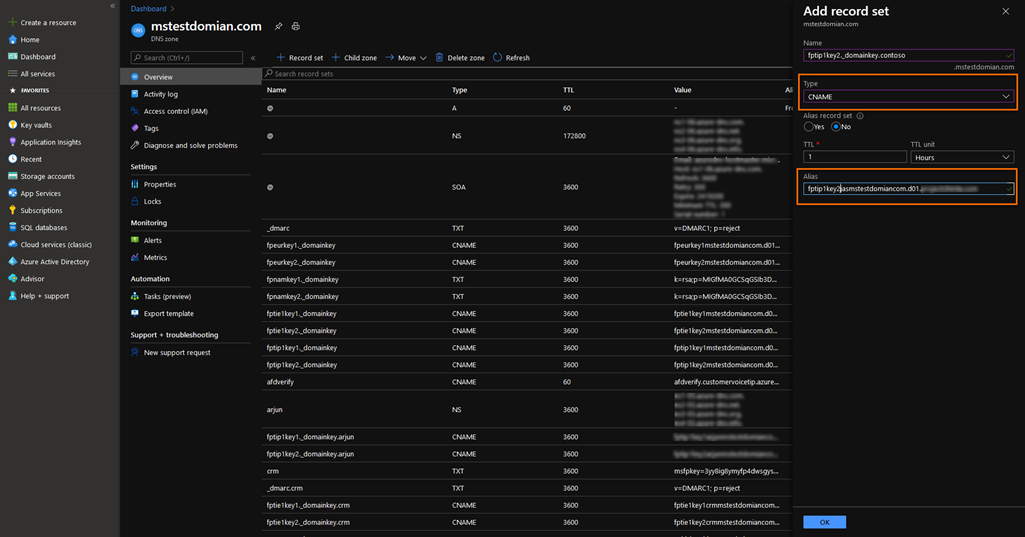 «
Create a resource
Home
Dashboard
All services
FAVORITES
All resources
Key vaults
Application Insights
Recent
Storage accounts
App Services
Subscriptions
SQL databases
Cloud services (classic)
Azure Active Directory
Advisor
Help + support
Dashboard >
DNS
mstestdomian.com
DNS zone
Search (Ctrl+/)
«
Overview
Activity log
Access control (IAM)
Tags
Diagnose and solve problems
Settings
Properties
Locks
Monitoring
Alerts
Metrics
Automation
Tasks (preview)
Export template
Support + troubleshooting
New support request
Record set Child zone Move Delete zone Refresh
Search record sets
Name Type TTL Value
@ A 60 -
@ NS 172800
@ SOA 3600
_dmarc TXT 3600 v=DMARC1; p=reject
fpeurkey1._domainkey CNAME 3600 fpeurkey1mstestdomiancom.d01...
fpeurkey2._domainkey CNAME 3600 fpeurkey2mstestdomiancom.d01...
fpnamkey1._domainkey TXT 3600 k=rsa;p=MIGfMA0GCSqGSIb3D...
fpnamkey2._domainkey TXT 3600 k=rsa;p=MIGfMA0GCSqGSIb3D...
fptie1key1._domainkey CNAME 3600 fptie1key1mstestdomiancom.d0...
fptie1key2._domainkey CNAME 3600 fptie1key2mstestdomiancom.d0...
fptip1key1._domainkey CNAME 3600 fptip1key1mstestdomiancom.d0...
fptip1key2._domainkey CNAME 3600 fptip1key2mstestdomiancom.d0...
afdverify CNAME 60 afdverify.customervoicetip.azure...
arjun NS 3600
fptip1key1._domainkey.arjun CNAME 3600
fptip1key2._domainkey.arjun CNAME 3600
crm TXT 3600 msfpkey=3yy8ig8ymyfp4dwsgys...
_dmarc.crm TXT 3600 v=DMARC1; p=reject
fptie1key1._domainkey.crm CNAME 3600 fptie1key1crmmstestdomiancom...
fptie1key2._domainkey.crm CNAME 3600 fptie1key2crmmstestdomiancom...
Add record set
mstestdomian.com
Name
fptip1key2._domainkey.contoso
.mstestdomian.com
Type
CNAME
Alias record set
Yes No
TTL * TTL unit
1 Hours
Alias
fptip1key2asmstestdomiancom.d01.
OK